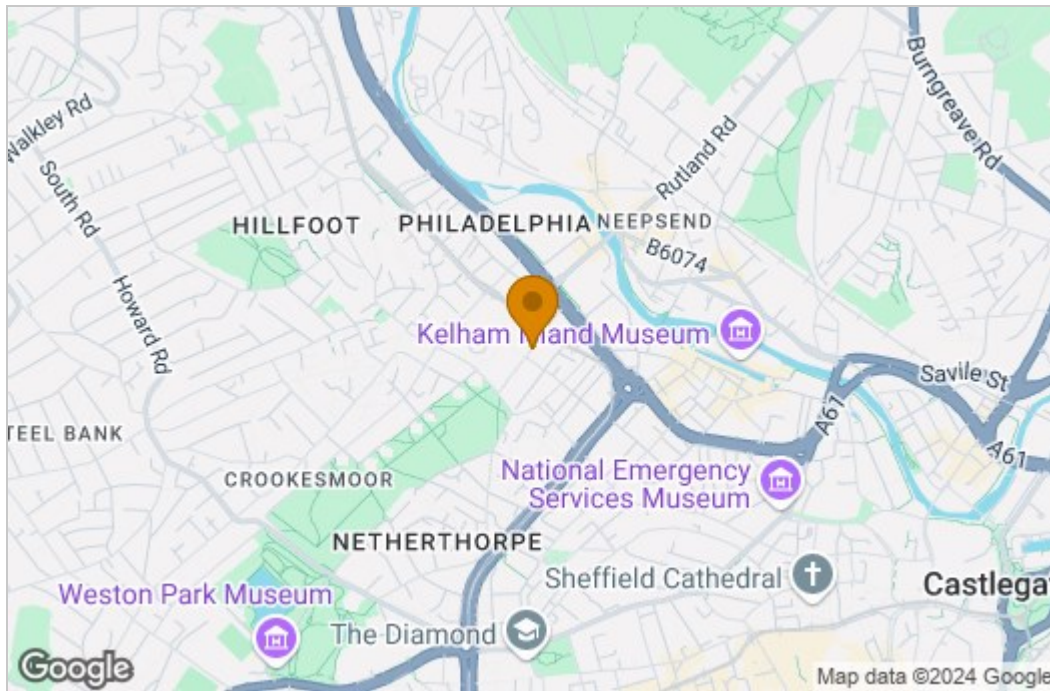 Burngreave Rd
Walkley Rd
Rutland Rd
South Rd
HILLFOOT
PHILADELPHIA
NEEPSEND
B6074
Howard Rd
Kelham Island Museum
Savile St
A61
TEEL BANK
A61
CROOKESMOOR
National Emergency
Services Museum
NETHERTHORPE
Sheffield Cathedral
Castlega
Weston Park Museum
The Diamond
Google
Map data ©2024 Google